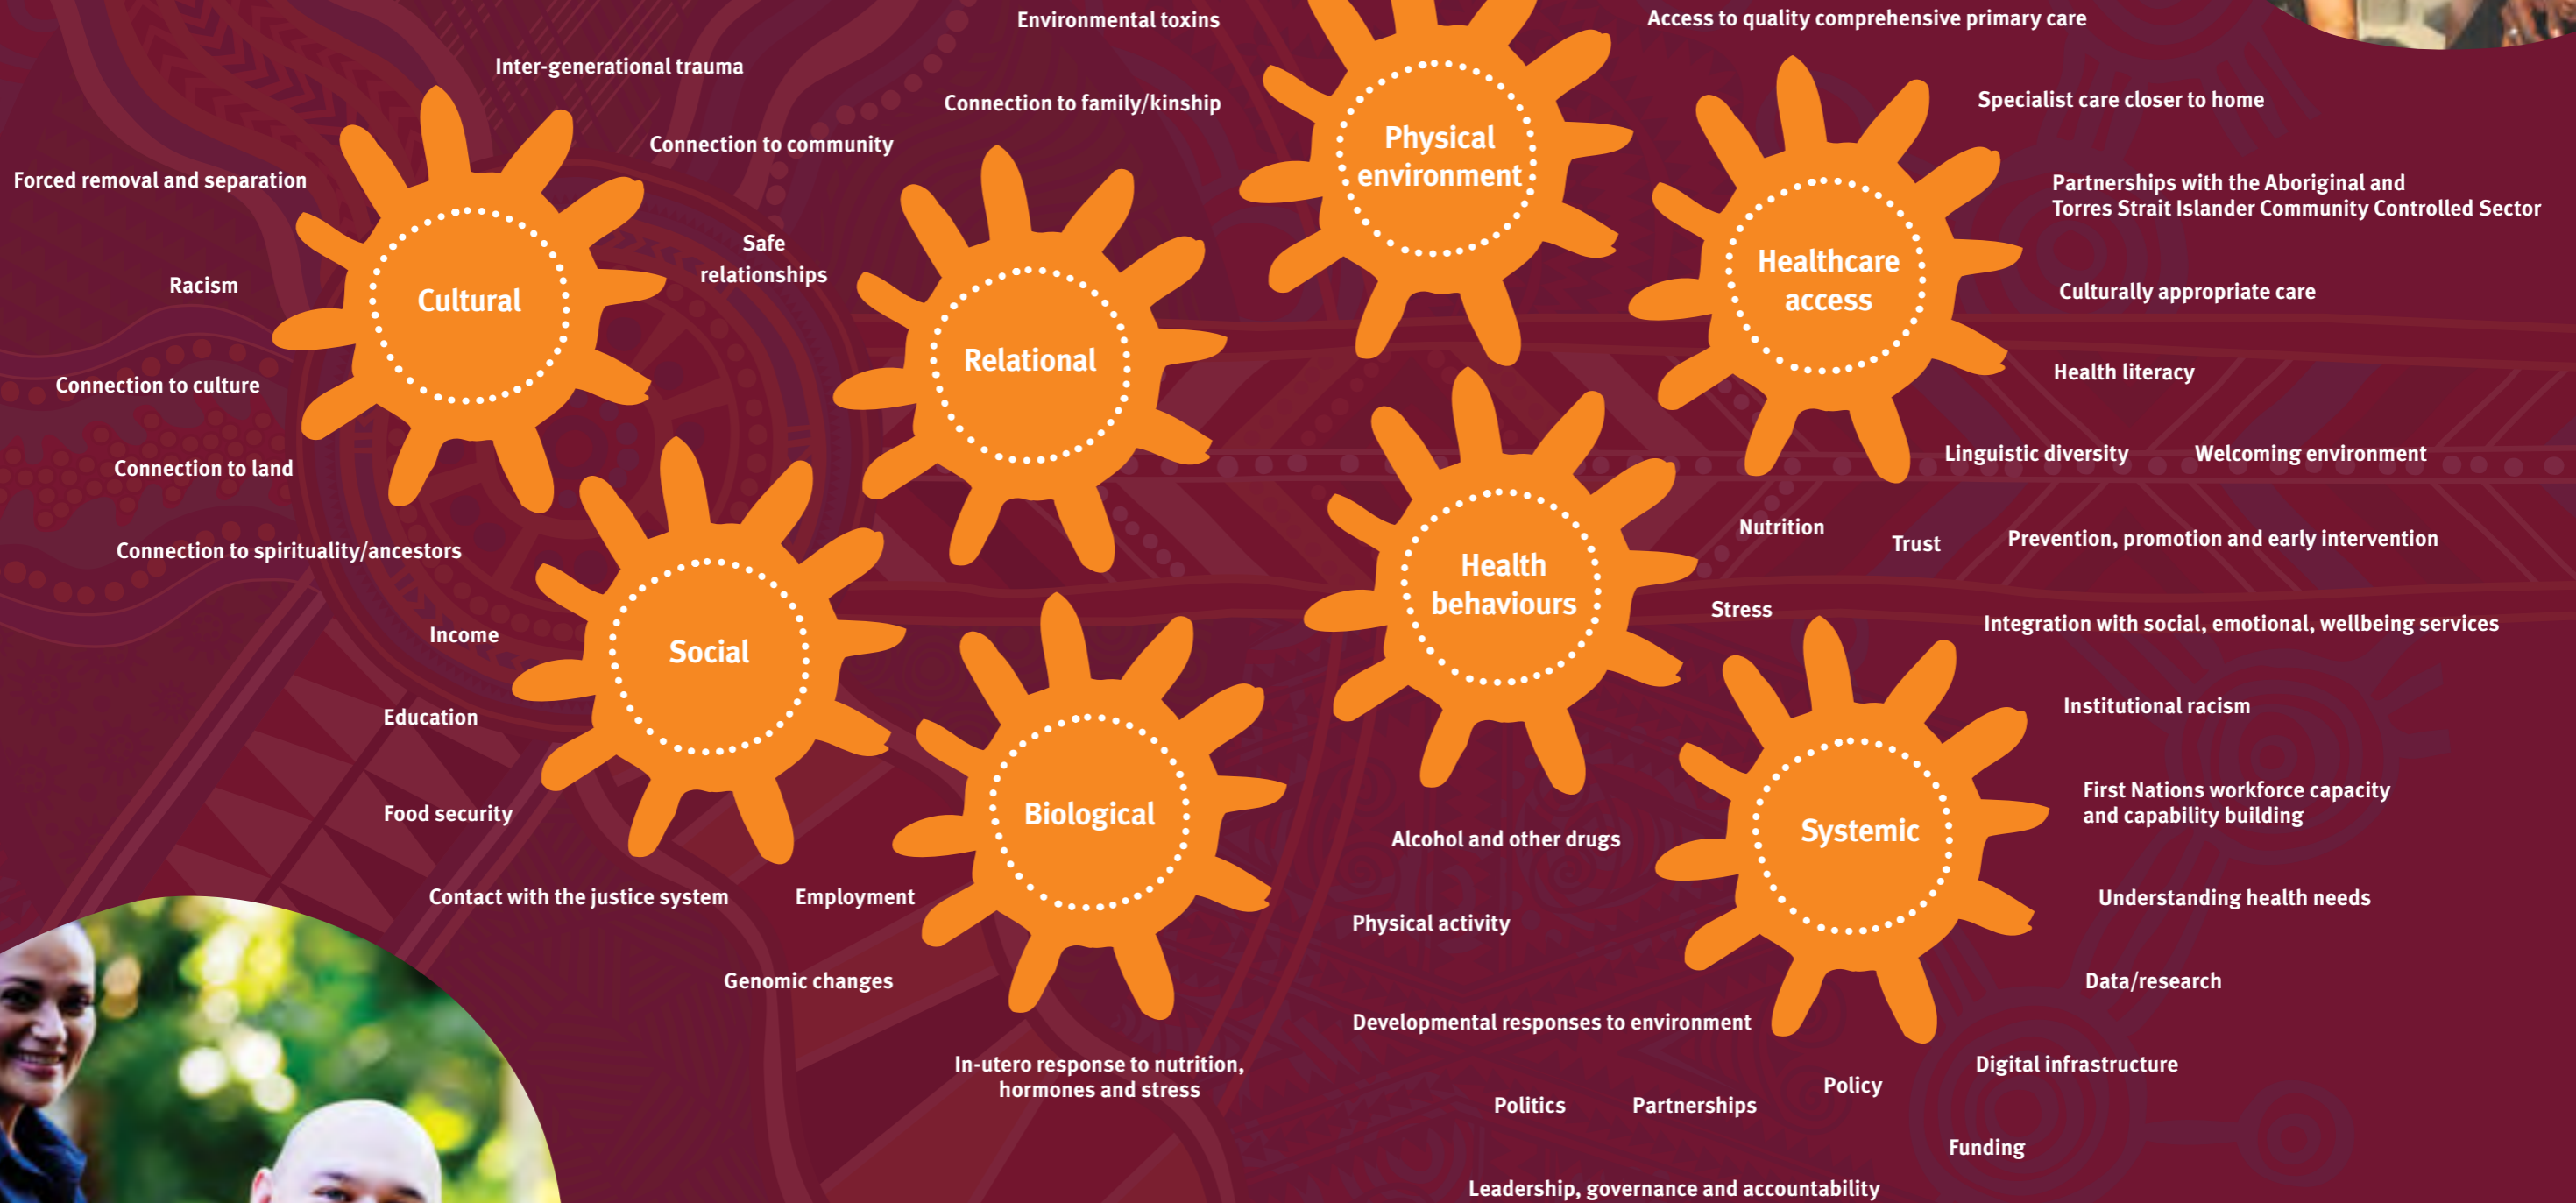 Environmental toxins
Access to quality comprehensive primary care
Inter-generational trauma
Connection to family/kinship
Specialist care closer to home
Connection to community
Physical
environment
Forced removal and separation
Partnerships with the Aboriginal and
Torres Strait Islander Community Controlled Sector
Safe
relationships
Healthcare
access
Racism
Cultural
Culturally appropriate care
Relational
Connection to culture
Health literacy
Connection to land
Linguistic diversity
Welcoming environment
Nutrition
Trust
Prevention, promotion and early intervention
Connection to spirituality/ancestors
Health
behaviours
Stress
Integration with social, emotional, wellbeing services
Income
Social
Institutional racism
Education
First Nations workforce capacity
and capability building
Food security
Biological
Systemic
Alcohol and other drugs
Contact with the justice system
Employment
Understanding health needs
Physical activity
Genomic changes
Data/research
Developmental responses to environment
In-utero response to nutrition,
hormones and stress
Digital infrastructure
Policy
Politics
Partnerships
Funding
Leadership, governance and accountability